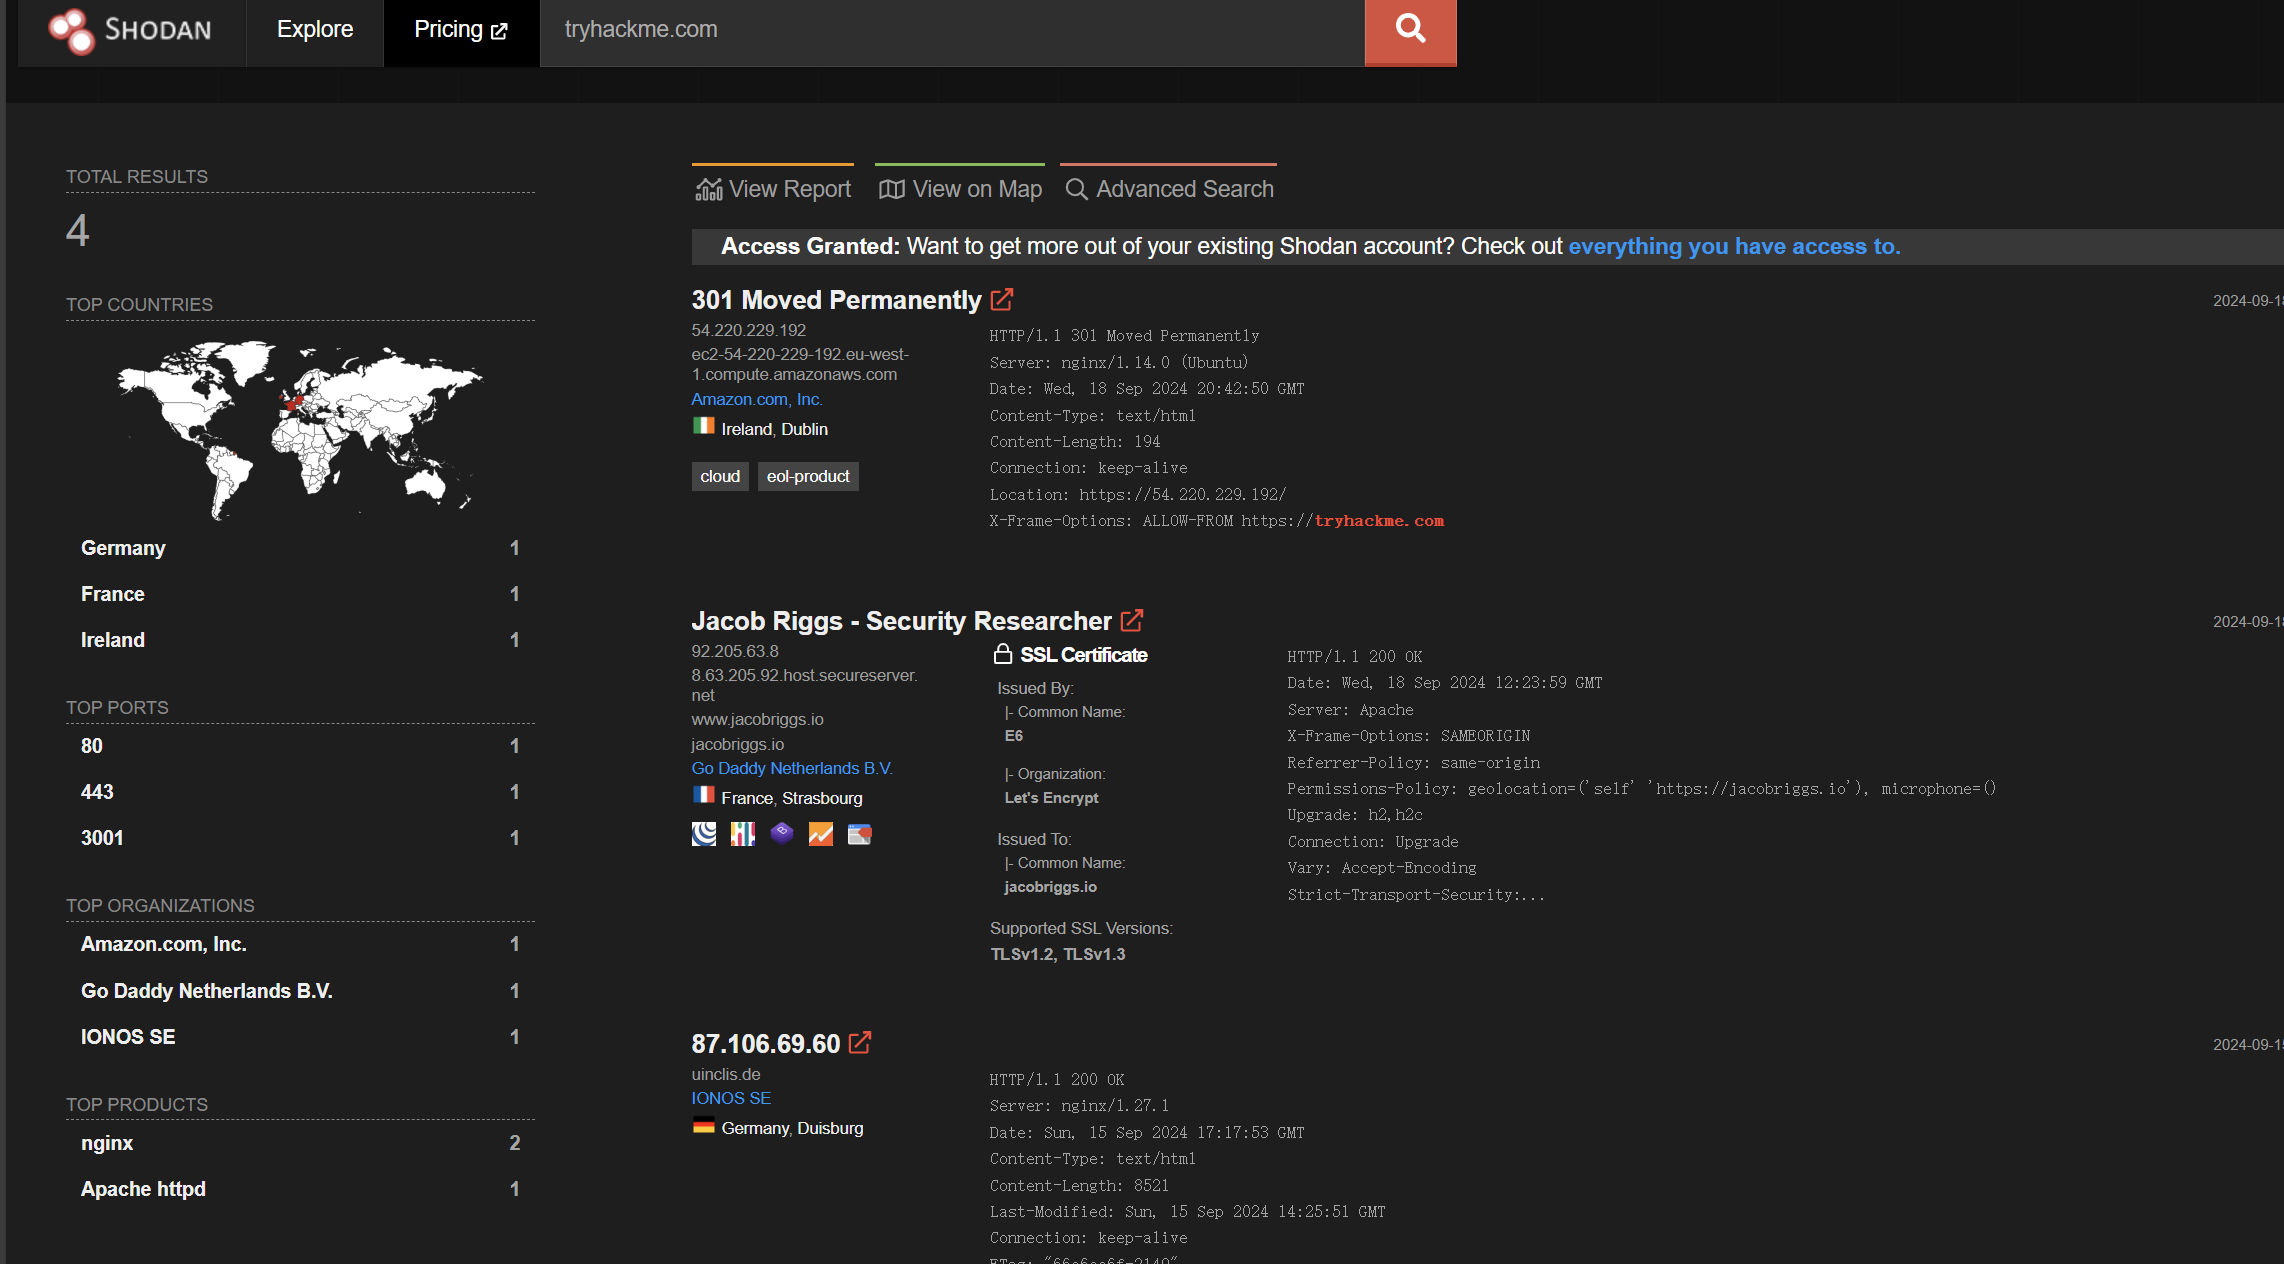 SHODAN
Explore
Pricing
tryhackme.com
TOTAL RESULTS
4
TOP COUNTRIES
Germany 1
France 1
Ireland 1
TOP PORTS
80 1
443 1
3001 1
TOP ORGANIZATIONS
Amazon.com, Inc. 1
Go Daddy Netherlands B.V. 1
IONOS SE 1
TOP PRODUCTS
nginx 2
Apache httpd 1
View Report
View on Map
Advanced Search
Access Granted: Want to get more out of your existing Shodan account? Check out everything you have access to.
301 Moved Permanently
54.220.229.192
ec2-54-220-229-192.eu-west-
1.compute.amazonaws.com
Amazon.com, Inc.
Ireland, Dublin
cloud
eol-product
HTTP/1.1 301 Moved Permanently
Server: nginx/1.14.0 (Ubuntu)
Date: Wed, 18 Sep 2024 20:42:50 GMT
Content-Type: text/html
Content-Length: 194
Connection: keep-alive
Location: https://54.220.229.192/
X-Frame-Options: ALLOW-FROM https://tryhackme.com
2024-09-18
Jacob Riggs - Security Researcher
92.205.63.8
8.63.205.92.host.secureserver.
net
www.jacobriggs.io
jacobriggs.io
Go Daddy Netherlands B.V.
France, Strasbourg
SSL Certificate
Issued By:
|- Common Name:
E6
|- Organization:
Let's Encrypt
Issued To:
|- Common Name:
jacobriggs.io
Supported SSL Versions:
TLSv1.2, TLSv1.3
HTTP/1.1 200 OK
Date: Wed, 18 Sep 2024 12:23:59 GMT
Server: Apache
X-Frame-Options: SAMEORIGIN
Referrer-Policy: same-origin
Permissions-Policy: geolocation=('self' 'https://jacobriggs.io'), microphone=()
Upgrade: h2,h2c
Connection: Upgrade
Vary: Accept-Encoding
Strict-Transport-Security:...
2024-09-18
87.106.69.60
uinclis.de
IONOS SE
Germany, Duisburg
HTTP/1.1 200 OK
Server: nginx/1.27.1
Date: Sun, 15 Sep 2024 17:17:53 GMT
Content-Type: text/html
Content-Length: 8521
Last-Modified: Sun, 15 Sep 2024 14:25:51 GMT
Connection: keep-alive
2024-09-15